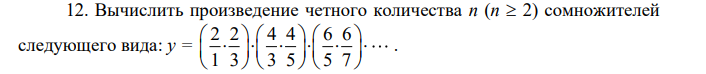 12. Вычислить произведение четного количества n (n ≥ 2) сомножителей
следующего вида: y = (2/1 · 2/3) · (4/3 · 4/5) · (6/5 · 6/7) · ⋯ .